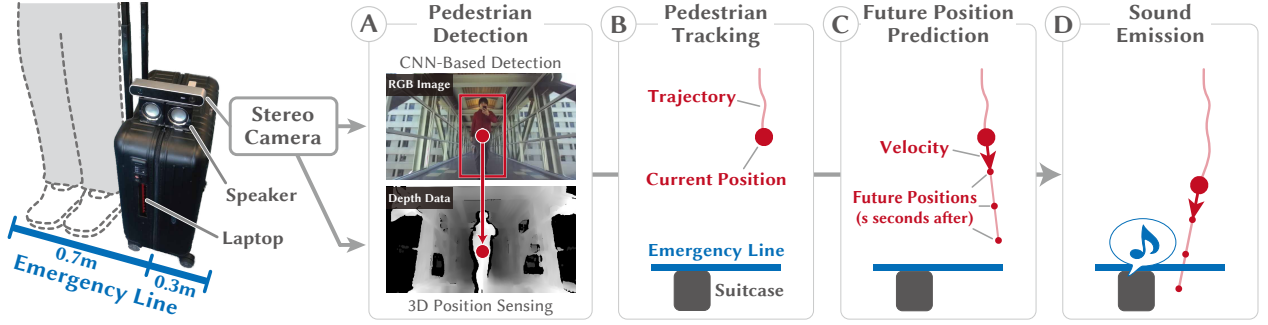 Stereo
Camera
Speaker
Laptop
0.7m
0.3m
Emergency Line
A
Pedestrian
Detection
CNN-Based Detection
RGB Image
Depth Data
3D Position Sensing
B
Pedestrian
Tracking
Trajectory
Current Position
Emergency Line
Suitcase
C
Future Position
Prediction
Velocity
Future Positions
(s seconds after)
D
Sound
Emission